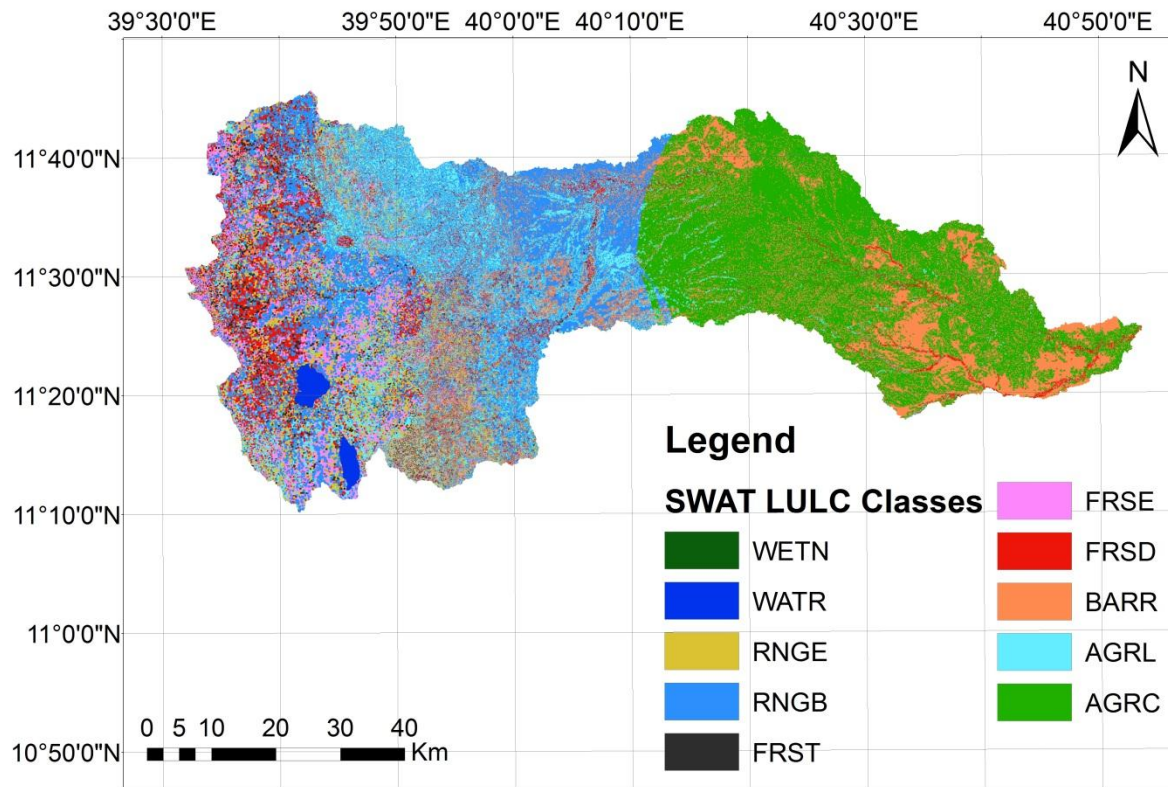 39°30'0"E 39°50'0"E 40°0'0"E 40°10'0"E 40°30'0"E 40°50'0"E
N
11°40'0"N
11°30'0"N
11°20'0"N
11°10'0"N
11°0'0"N
10°50'0"N
Legend
SWAT LULC Classes
WETN
WATR
RNGE
RNGB
FRST
FRSE
FRSD
BARR
AGRL
AGRC
0 5 10 20 30 40
Km